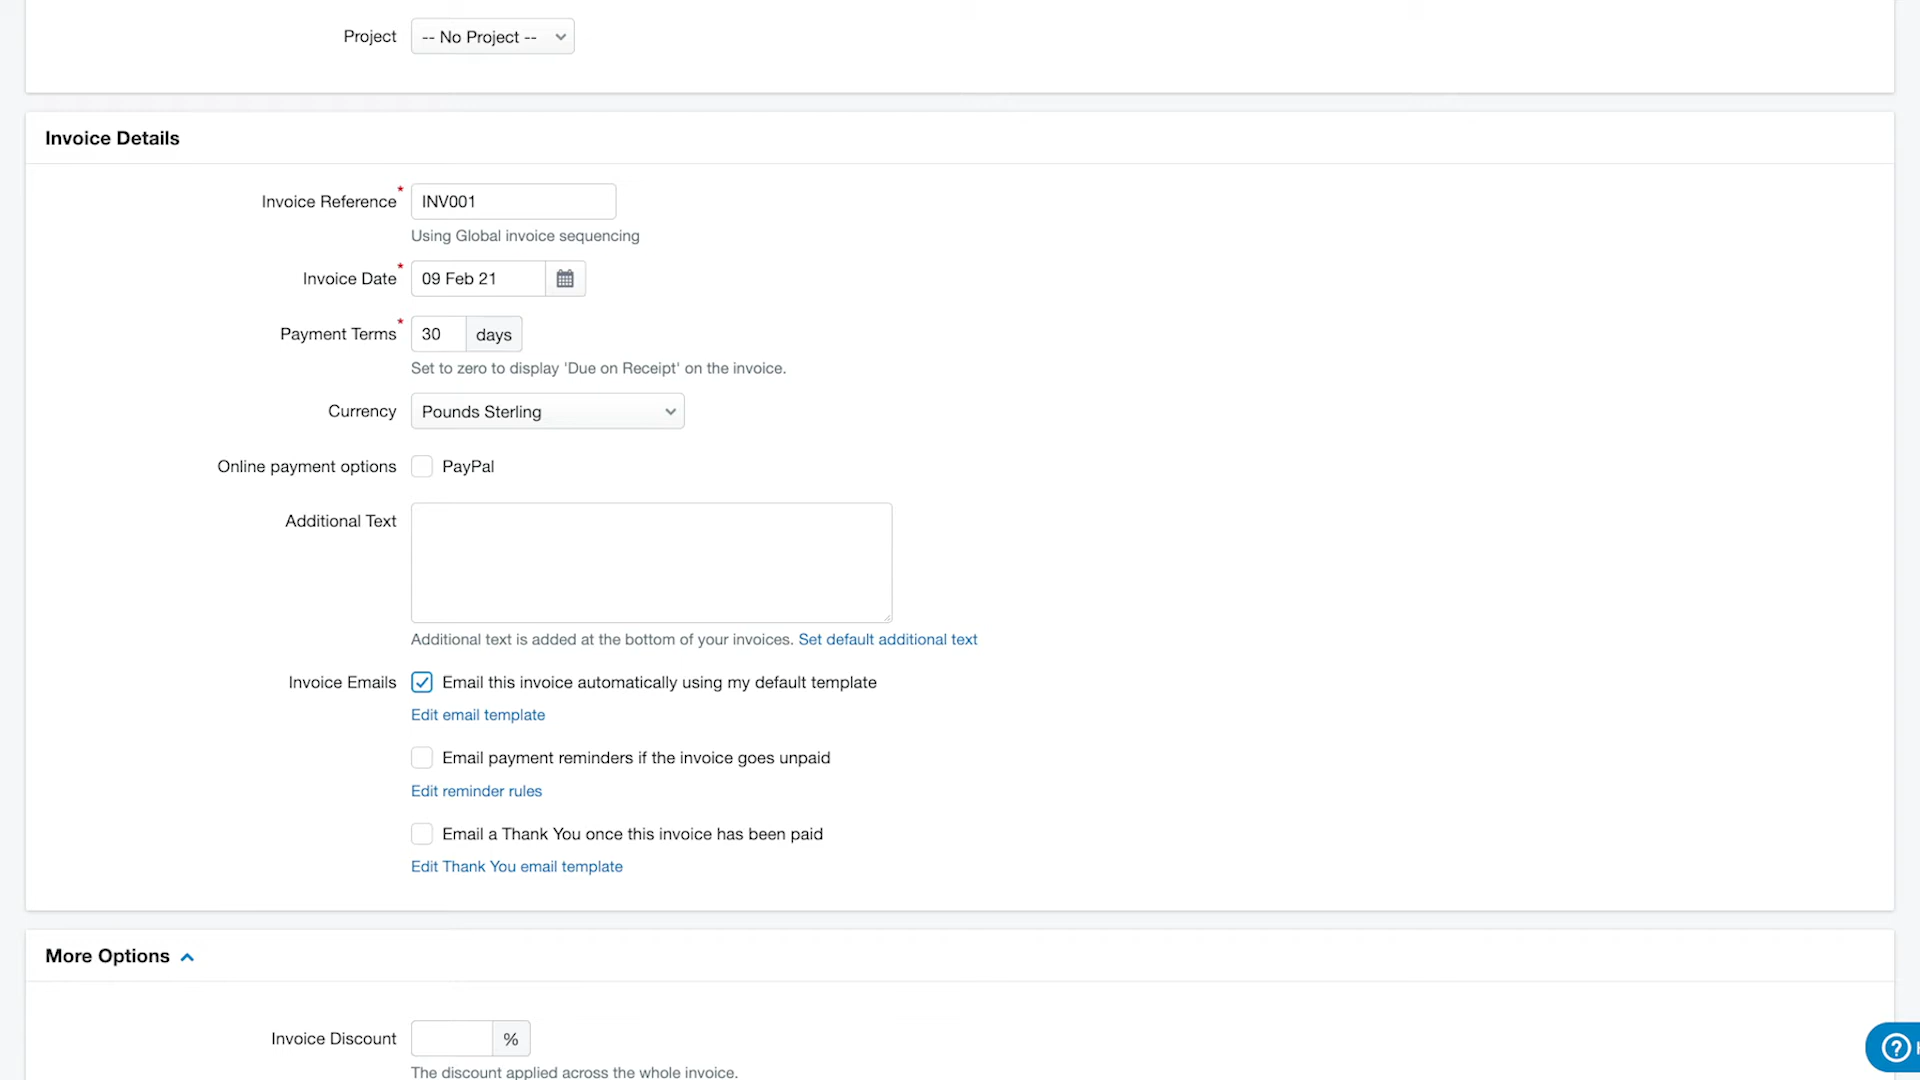 Project -- No Project --
Invoice Details
Invoice Reference * INV001
Using Global invoice sequencing
Invoice Date * 09 Feb 21
Payment Terms * 30 days
Set to zero to display 'Due on Receipt' on the invoice.
Currency Pounds Sterling
Online payment options PayPal
Additional Text
Additional text is added at the bottom of your invoices. Set default additional text
Invoice Emails Email this invoice automatically using my default template
Edit email template
Email payment reminders if the invoice goes unpaid
Edit reminder rules
Email a Thank You once this invoice has been paid
Edit Thank You email template
More Options
Invoice Discount %
The discount applied across the whole invoice.
?